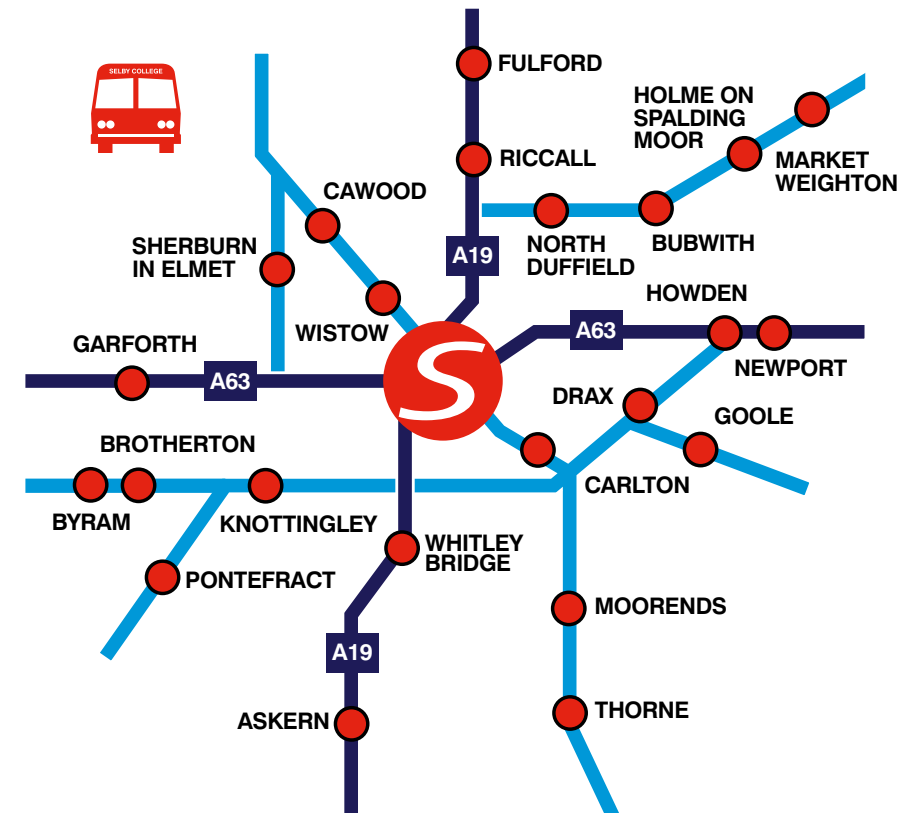 SELBY COLLEGE
FULFORD
HOLME ON
SPALDING
MOOR
RICCALL
MARKET
WEIGHTON
CAWOOD
SHERBURN
IN ELMET
A19
NORTH
DUFFIELD
BUBWITH
HOWDEN
WISTOW
A63
GARFORTH
NEWPORT
A63
S
DRAX
GOOLE
BROTHERTON
CARLTON
BYRAM
KNOTTINGLEY
WHITLEY
BRIDGE
PONTEFRACT
MOORENDS
A19
THORNE
ASKERN